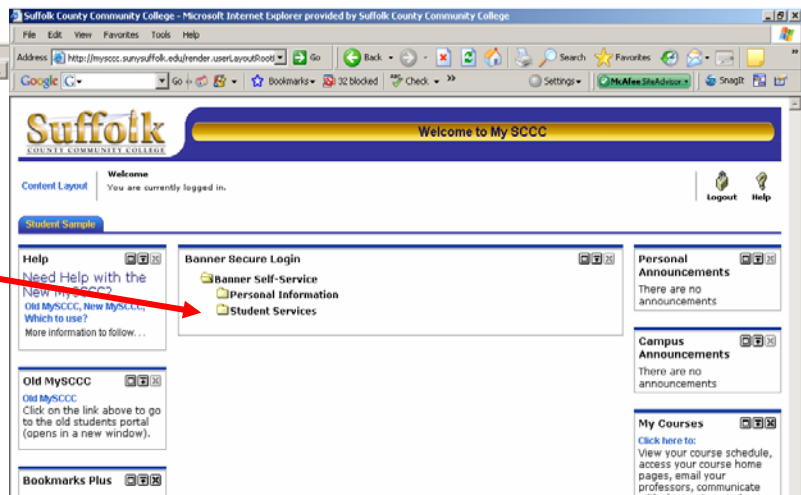 Suffolk County Community College - Microsoft Internet Explorer provided by Suffolk County Community College
File Edit View Favorites Tools Help
Address http://mysccc.sunysuffolk.edu/render.userLayoutRootN Go Back Search Favorites
Google G Go Bookmarks 32 blocked Check Settings McAfee SiteAdvisor SnagIt
Suffolk
COUNTY COMMUNITY COLLEGE
Welcome to My SCCC
Content Layout
Welcome
You are currently logged in.
Logout Help
Student Sample
Help
Need Help with the
New MySCCC?
Old MySCCC, New MySCCC,
Which to use?
More information to follow. . .
Old MySCCC
Old MySCCC
Click on the link above to go
to the old students portal
(opens in a new window).
Bookmarks Plus
Banner Secure Login
Banner Self-Service
Personal Information
Student Services
Personal
Announcements
There are no
announcements
Campus
Announcements
There are no
announcements
My Courses
Click here to:
View your course schedule,
access your course home
pages, email your
professors, communicate